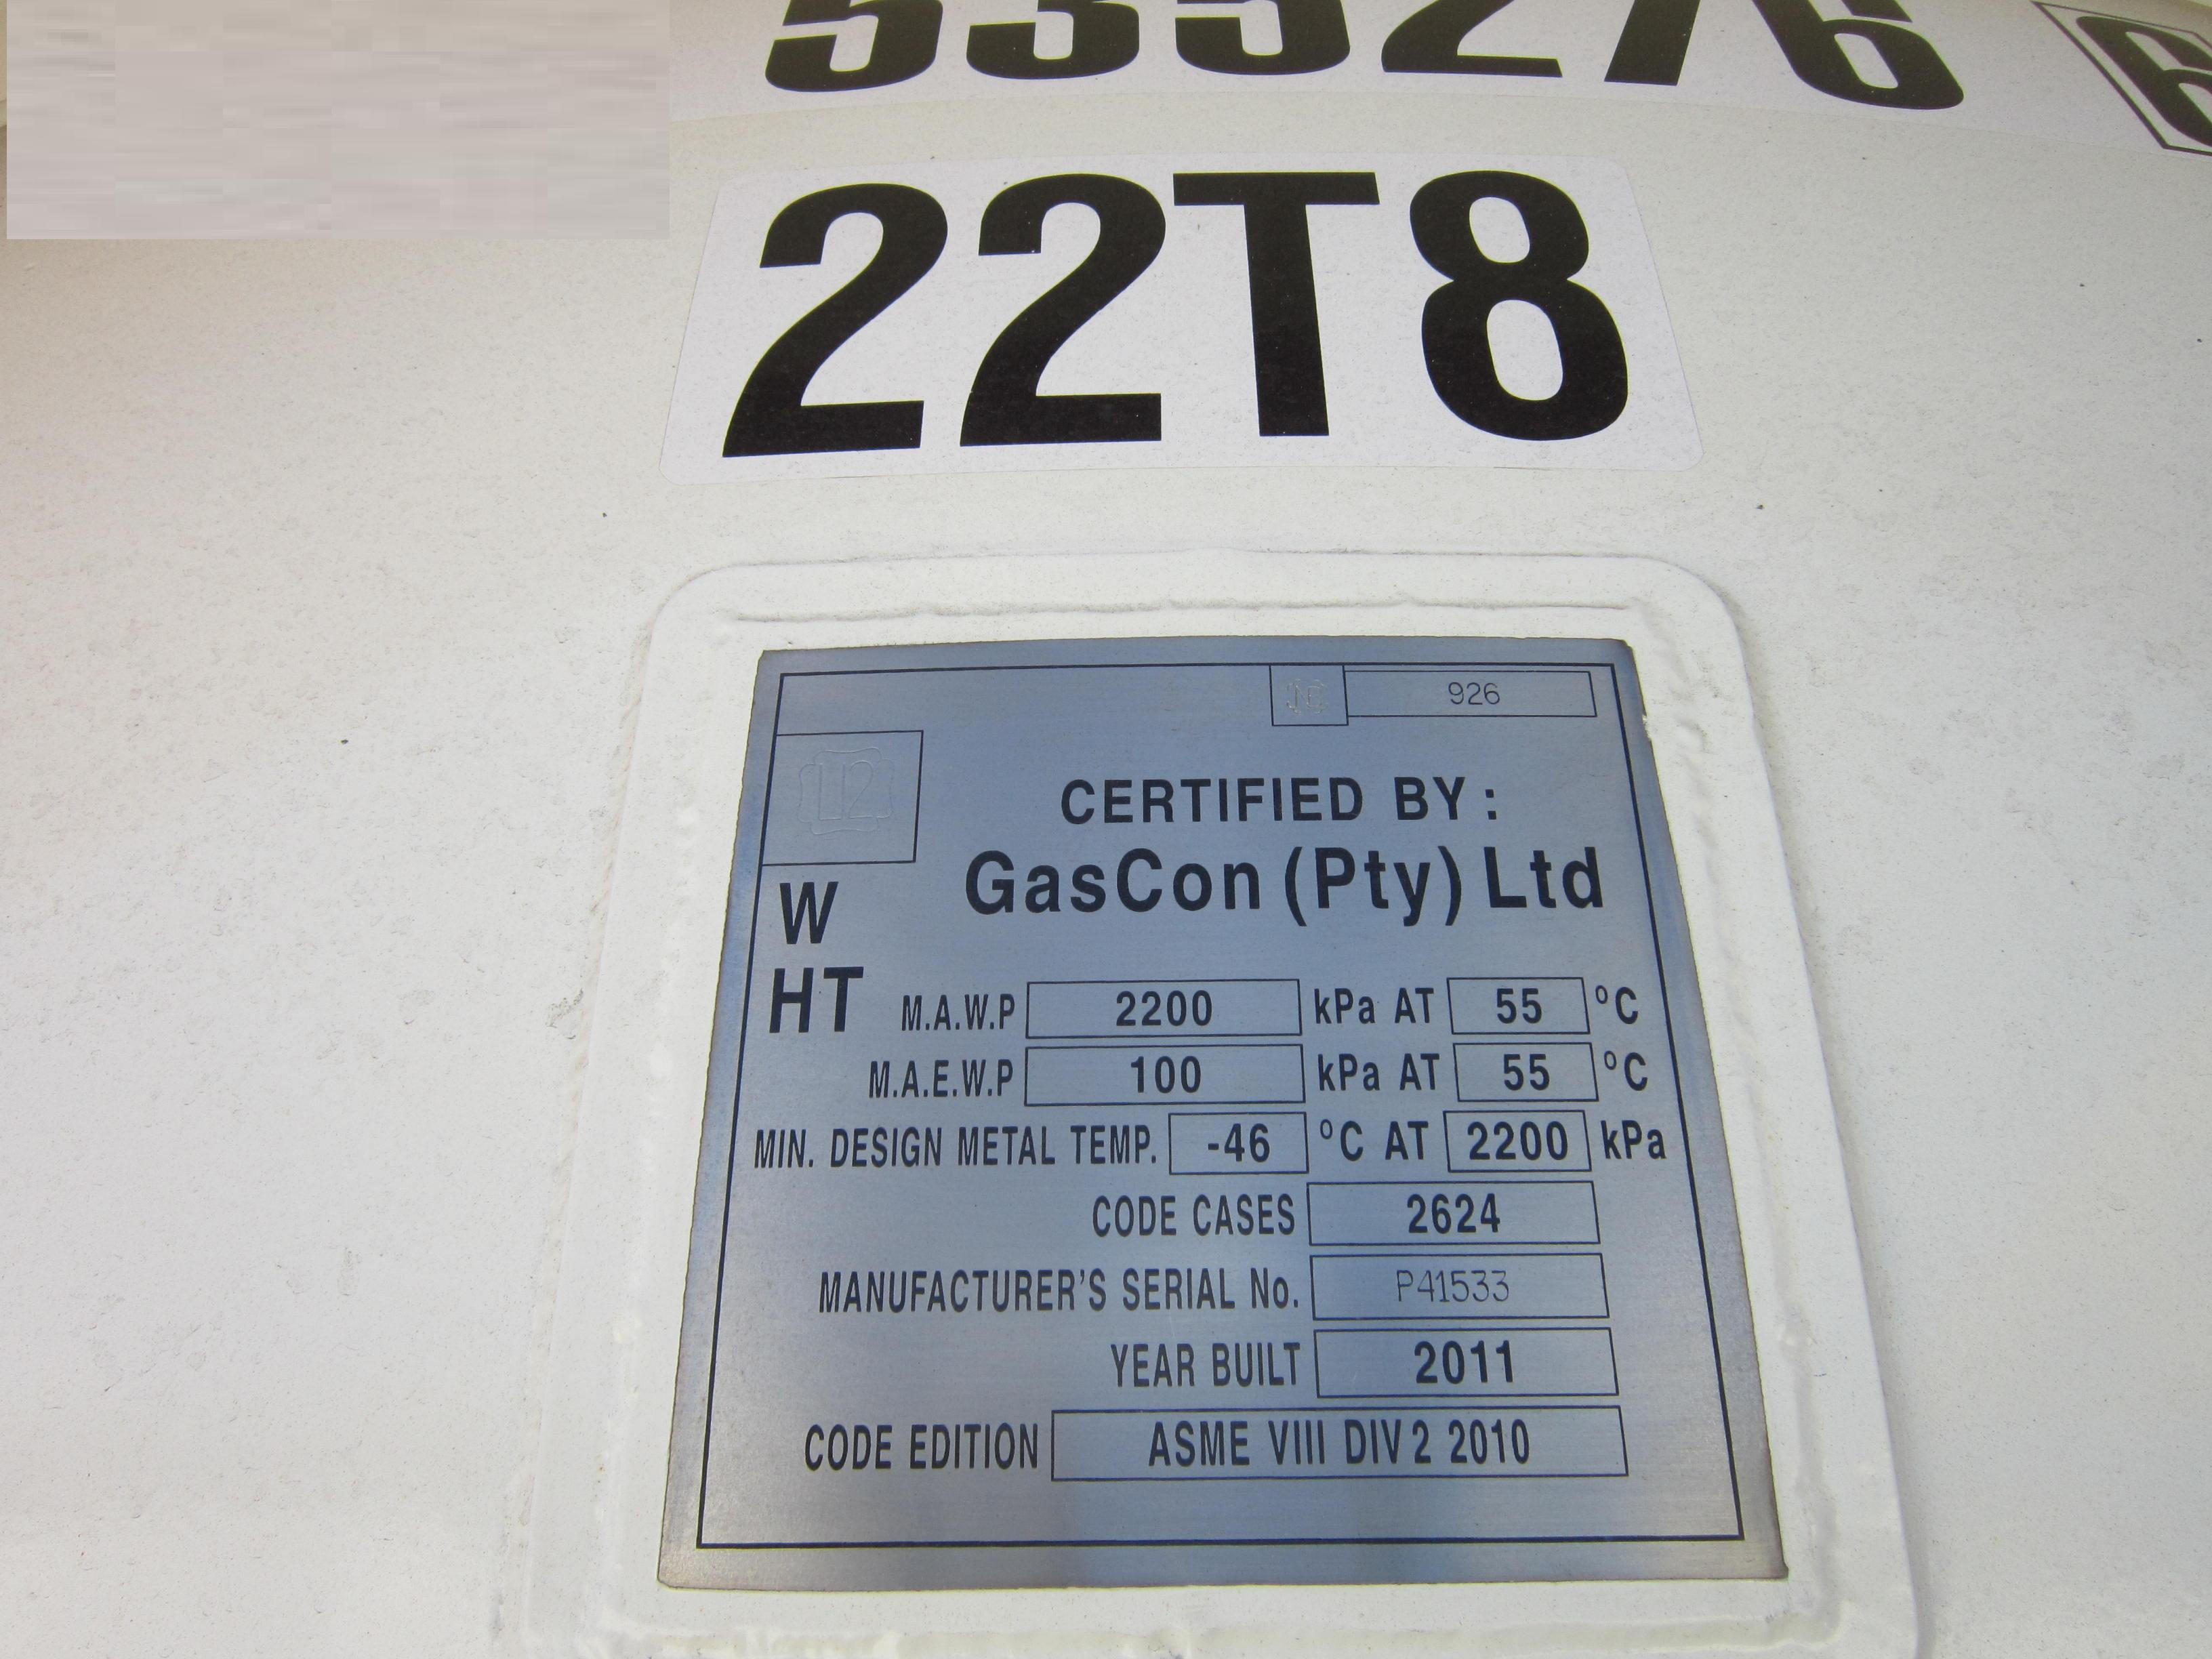 535276
22T8
926
U2
CERTIFIED BY:
GasCon (Pty) Ltd
W
HT
M.A.W.P 2200 kPa AT 55 °C
M.A.E.W.P 100 kPa AT 55 °C
MIN. DESIGN METAL TEMP. -46 °C AT 2200 kPa
CODE CASES 2624
MANUFACTURER'S SERIAL No. P41533
YEAR BUILT 2011
CODE EDITION ASME VIII DIV 2 2010